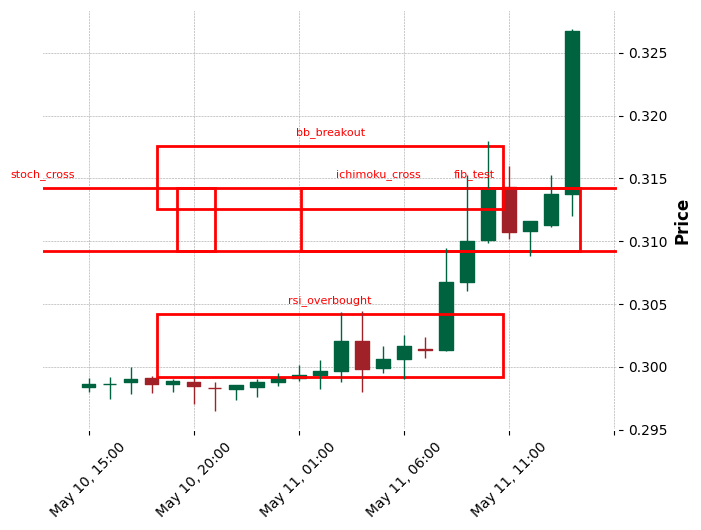 0.325
0.320
bb_breakout
stoch_cross
ichimoku_cross
fib_test
0.315
0.310
Price
rsi_overbought
0.305
0.300
0.295
May 10, 15:00
May 10, 20:00
May 11, 01:00
May 11, 06:00
May 11, 11:00